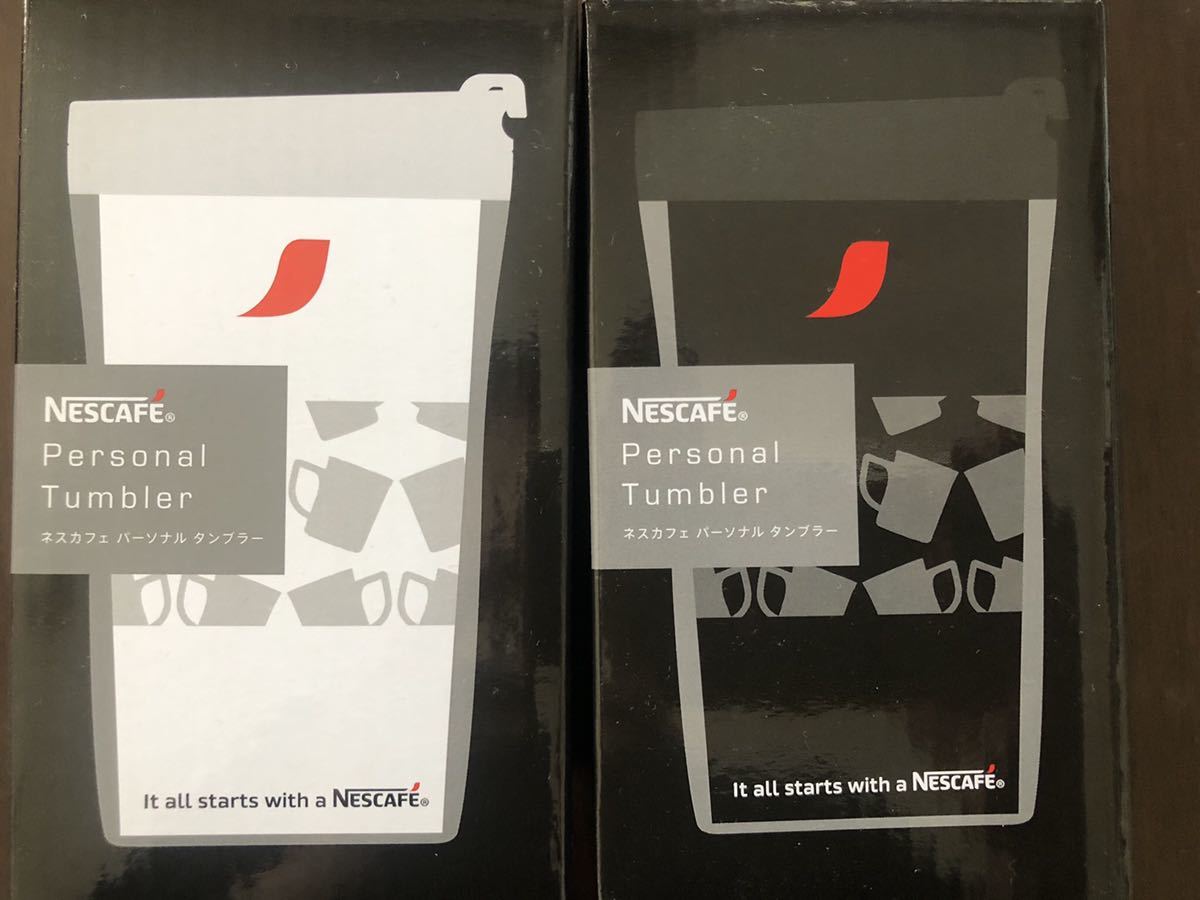 NESCAFÉ®
Personal
Tumbler
ネスカフェ パーソナル タンブラー
It all starts with a NESCAFÉ®
NESCAFÉ®
Personal
Tumbler
ネスカフェ パーソナル タンブラー
It all starts with a NESCAFÉ®